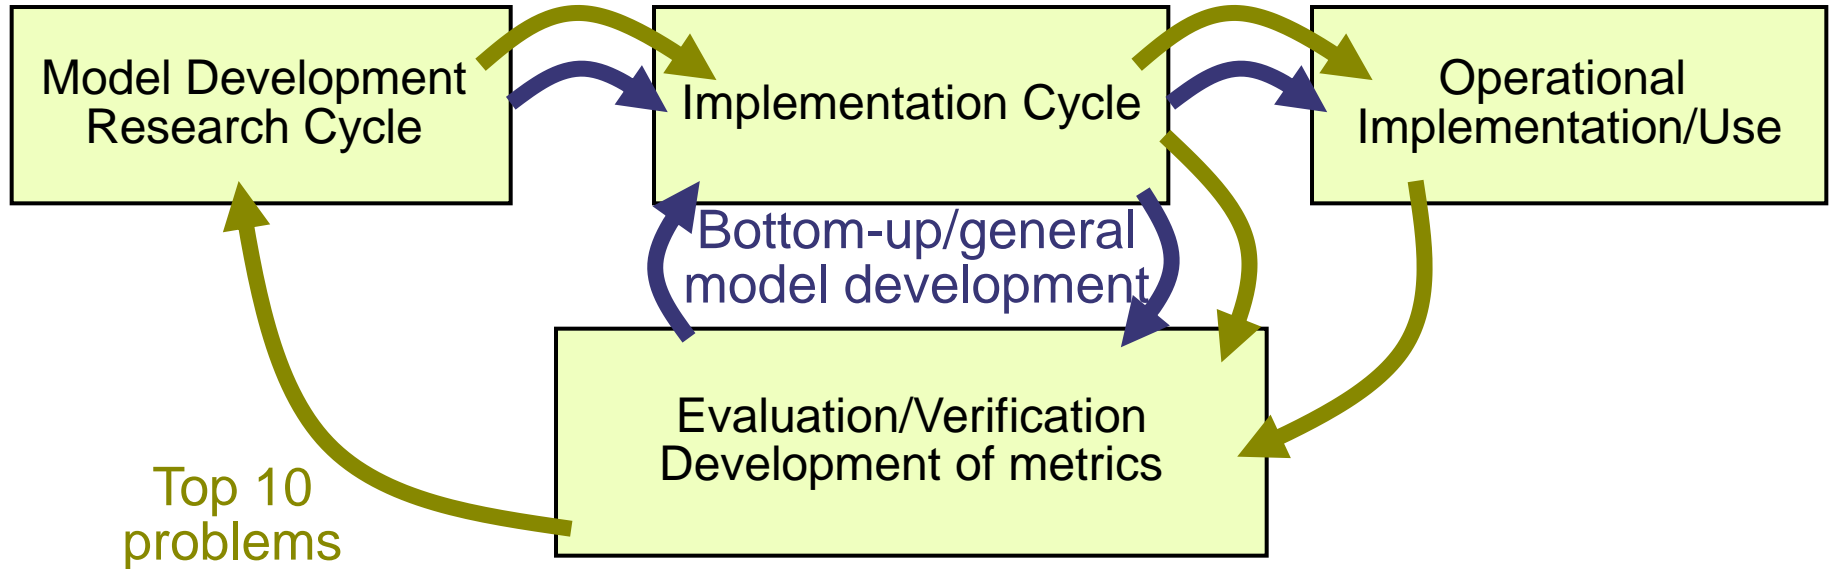 Model Development
Research Cycle
Implementation Cycle
Operational
Implementation/Use
Bottom-up/general
model development
Evaluation/Verification
Development of metrics
Top 10
problems